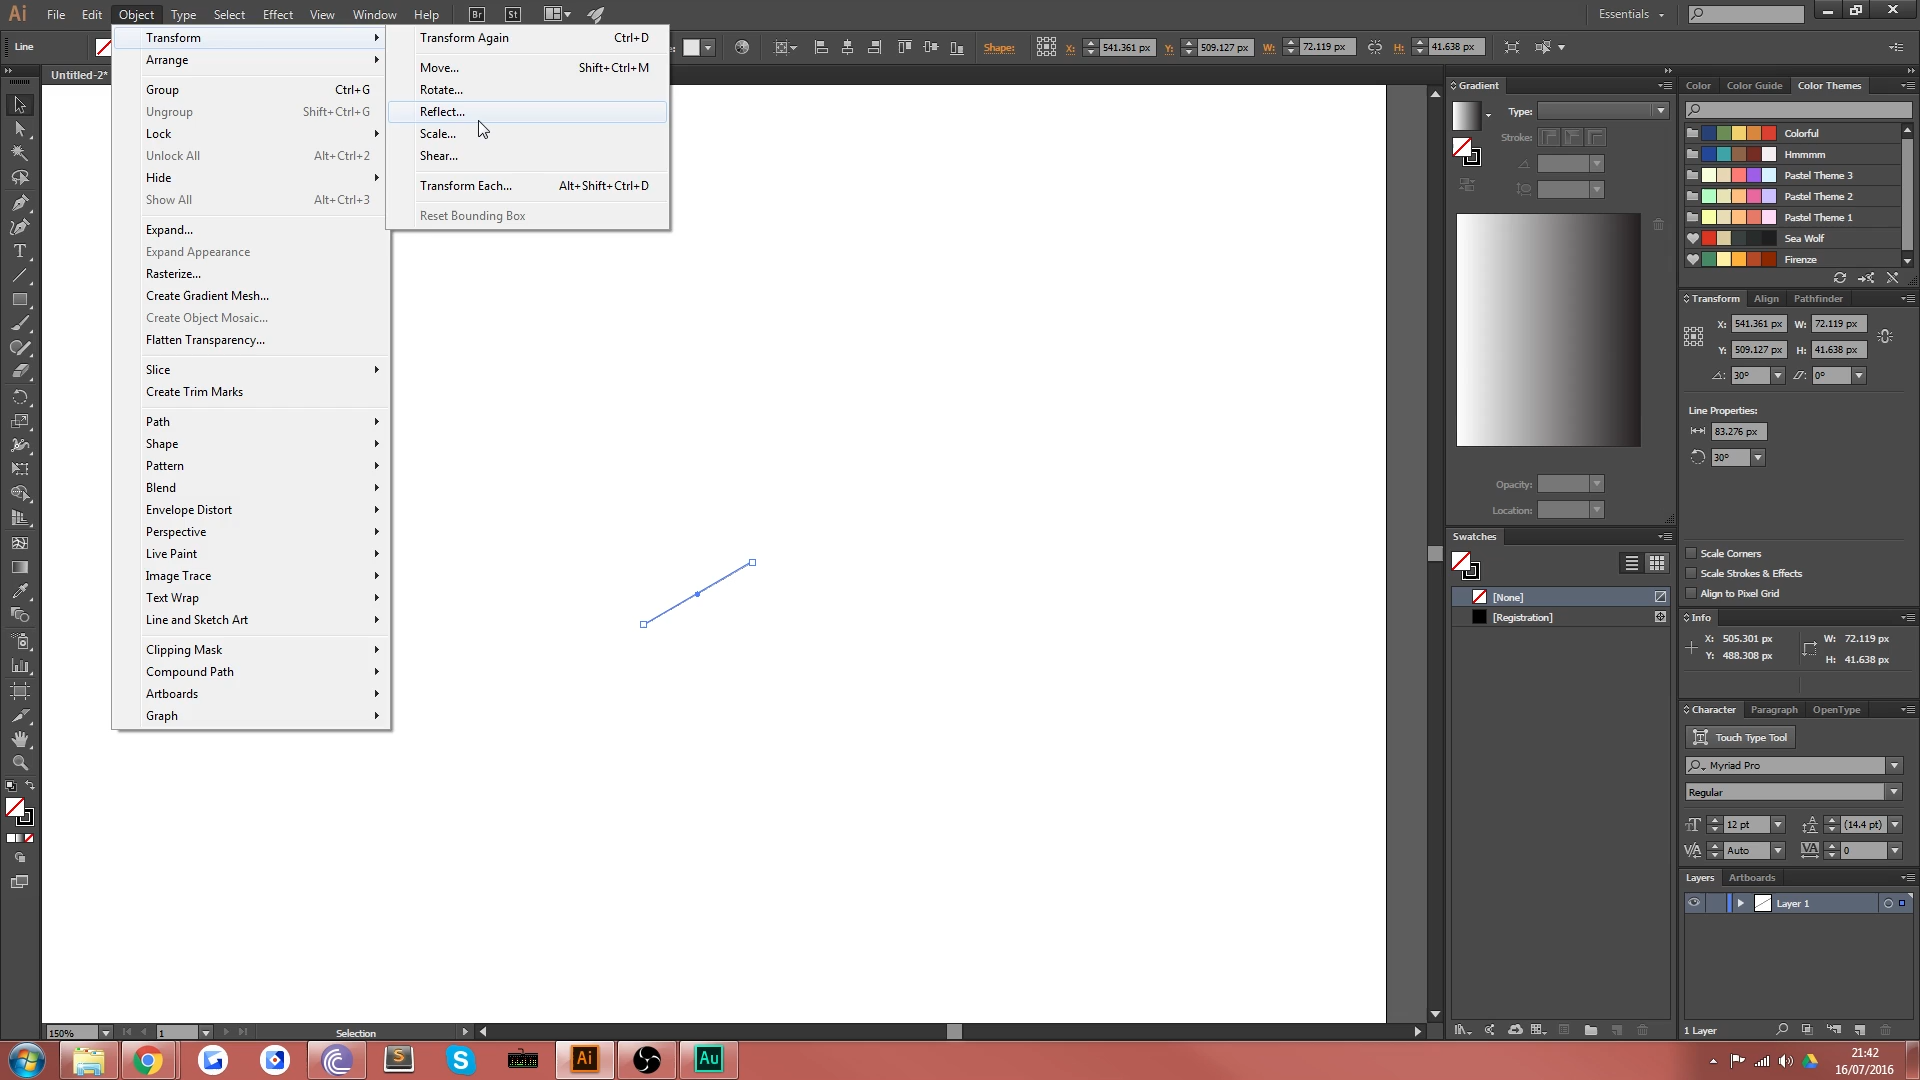 Ai File Edit Object Type Select Effect View Window Help Br St Essentials
Line Shape: X: 541.361 px Y: 509.127 px W: 72.119 px H: 41.638 px
Untitled-2*
Transform
Arrange
Group Ctrl+G
Ungroup Shift+Ctrl+G
Lock
Unlock All Alt+Ctrl+2
Hide
Show All Alt+Ctrl+3
Expand...
Expand Appearance
Rasterize...
Create Gradient Mesh...
Create Object Mosaic...
Flatten Transparency...
Slice
Create Trim Marks
Path
Shape
Pattern
Blend
Envelope Distort
Perspective
Live Paint
Image Trace
Text Wrap
Line and Sketch Art
Clipping Mask
Compound Path
Artboards
Graph
Transform Again Ctrl+D
Move... Shift+Ctrl+M
Rotate...
Reflect...
Scale...
Shear...
Transform Each... Alt+Shift+Ctrl+D
Reset Bounding Box
Gradient
Type:
Stroke:
Opacity:
Location:
Swatches
[None]
[Registration]
Color Color Guide Color Themes
Colorful
Hmmmm
Pastel Theme 3
Pastel Theme 2
Pastel Theme 1
Sea Wolf
Firenze
Transform Align Pathfinder
X: 541.361 px W: 72.119 px
Y: 509.127 px H: 41.638 px
30° 0°
Line Properties:
83.276 px
30°
Scale Corners
Scale Strokes & Effects
Align to Pixel Grid
Info
X: 505.301 px W: 72.119 px
Y: 488.308 px H: 41.638 px
Character Paragraph OpenType
Touch Type Tool
Myriad Pro
Regular
12 pt (14.4 pt)
Auto 0
Layers Artboards
Layer 1
1 Layer
150% 1 Selection
S S Ai Au
21:42
16/07/2016